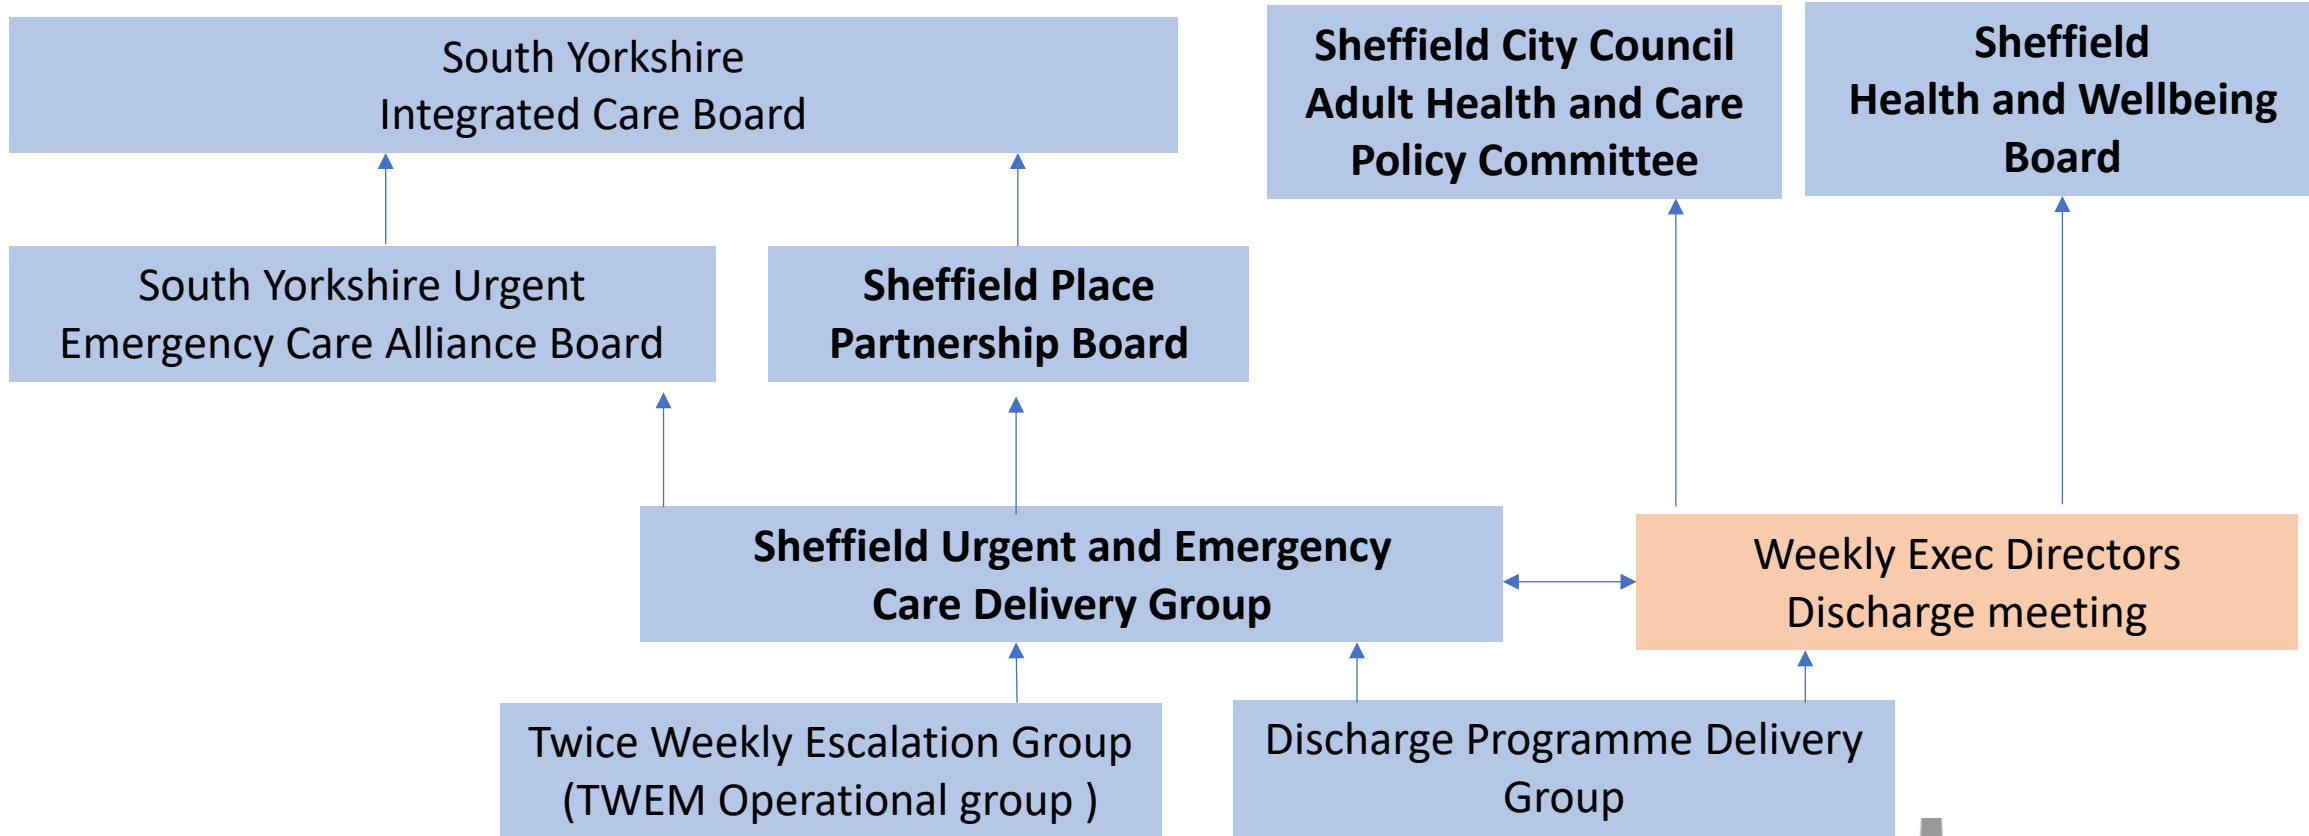 South Yorkshire
Integrated Care Board
Sheffield City Council
Adult Health and Care
Policy Committee
Sheffield
Health and Wellbeing
Board
South Yorkshire Urgent
Emergency Care Alliance Board
Sheffield Place
Partnership Board
Sheffield Urgent and Emergency
Care Delivery Group
Weekly Exec Directors
Discharge meeting
Twice Weekly Escalation Group
(TWEM Operational group )
Discharge Programme Delivery
Group